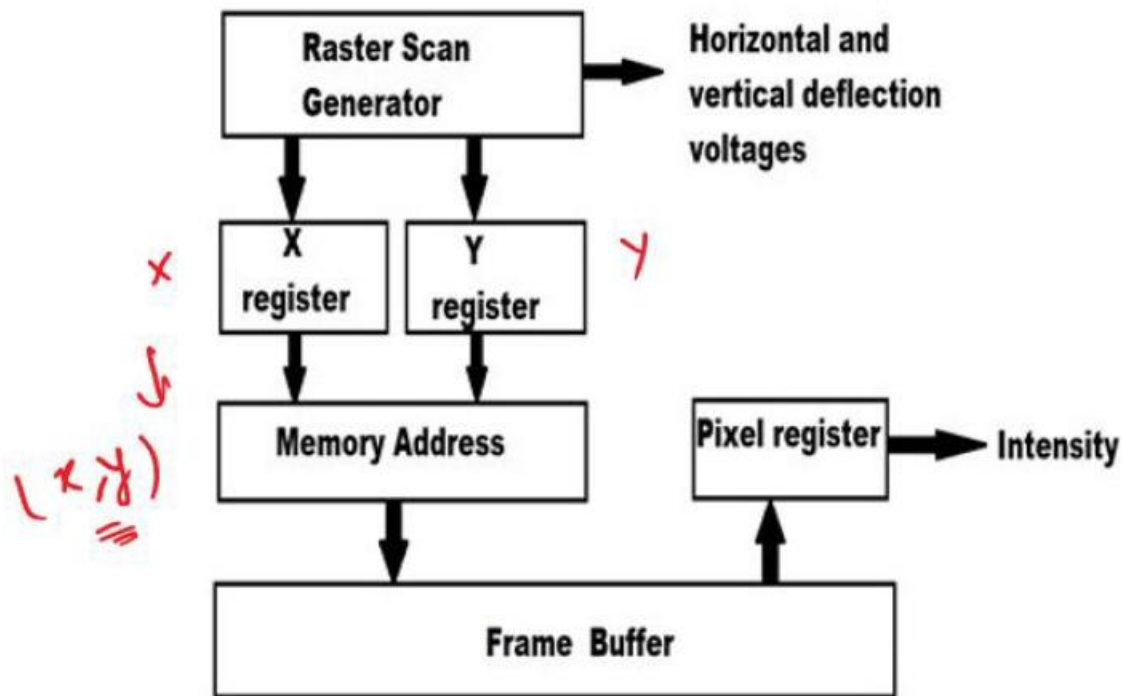 Raster Scan
Generator
Horizontal and
vertical deflection
voltages
X
register
Y
register
x
y
(x,y)
Memory Address
Pixel register
Intensity
Frame Buffer